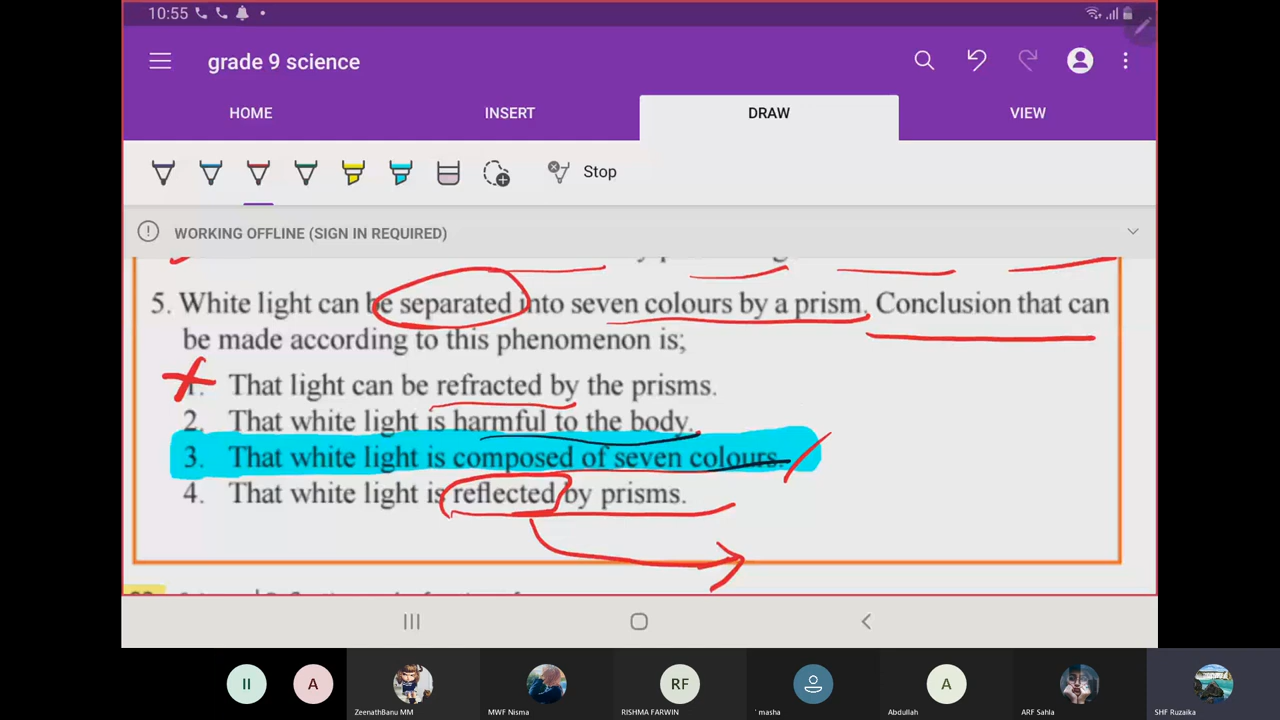 10:55
grade 9 science
HOME INSERT DRAW VIEW
Stop
WORKING OFFLINE (SIGN IN REQUIRED)
5. White light can be separated into seven colours by a prism. Conclusion that can
be made according to this phenomenon is;
1. That light can be refracted by the prisms.
2. That white light is harmful to the body.
3. That white light is composed of seven colours.
4. That white light is reflected by prisms.
II A RF A
ZeenathBanu MM MWF Nisma RISHMA FARWIN ' masha Abdullah ARF Sahla SHF Ruzaika